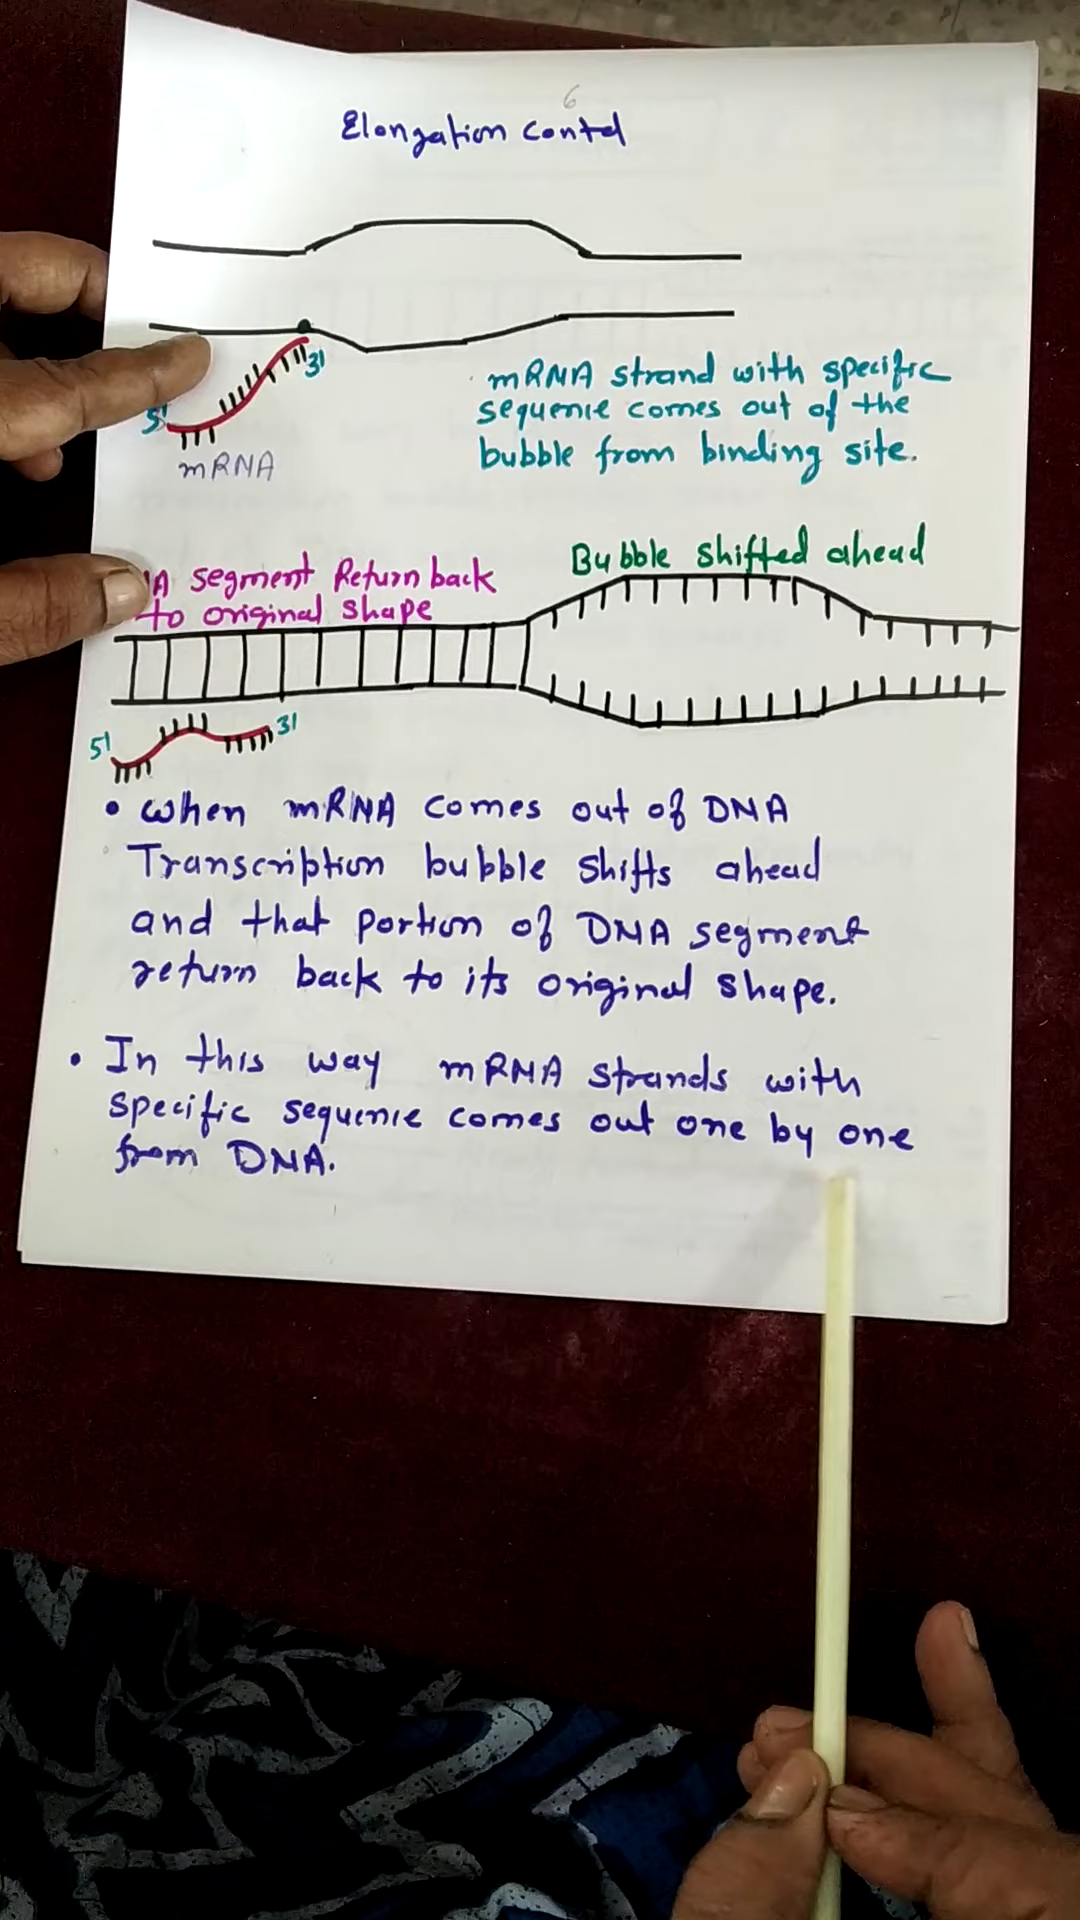 6
Elongation contd
3'
5'
mRNA
mRNA strand with specific
sequence comes out of the
bubble from binding site.
Bubble shifted ahead
A segment Return back
to original shape
5'
3'
• When mRNA comes out of DNA
Transcription bubble shifts ahead
and that portion of DNA segment
return back to its original shape.
• In this way mRNA strands with
specific sequence comes out one by one
from DNA.